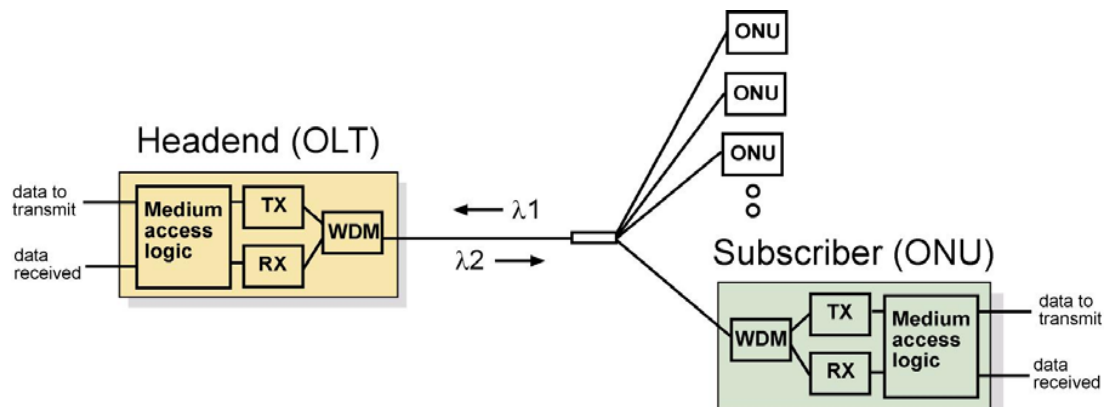 ONU
ONU
ONU
Headend (OLT)
data to
transmit
data
received
Medium
access
logic
TX
RX
WDM
λ1
λ2
Subscriber (ONU)
WDM
TX
RX
Medium
access
logic
data to
transmit
data
received